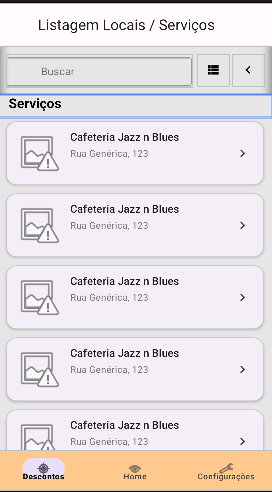 Listagem Locais / Serviços
Buscar
Serviços
Cafeteria Jazz n Blues
Rua Genérica, 123
Cafeteria Jazz n Blues
Rua Genérica, 123
Cafeteria Jazz n Blues
Rua Genérica, 123
Cafeteria Jazz n Blues
Rua Genérica, 123
Cafeteria Jazz n Blues
Rua Genérica, 123
Descontos Home Configurações